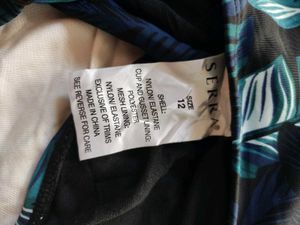 SERRA
SIZE
12
SHELL:
NYLON/ ELASTANE
CUP AND GUSSET LINING:
POLYESTER
MESH LINING:
NYLON/ ELASTANE
EXCLUSIVE OF TRIMS
MADE IN CHINA
SEE REVERSE FOR CARE